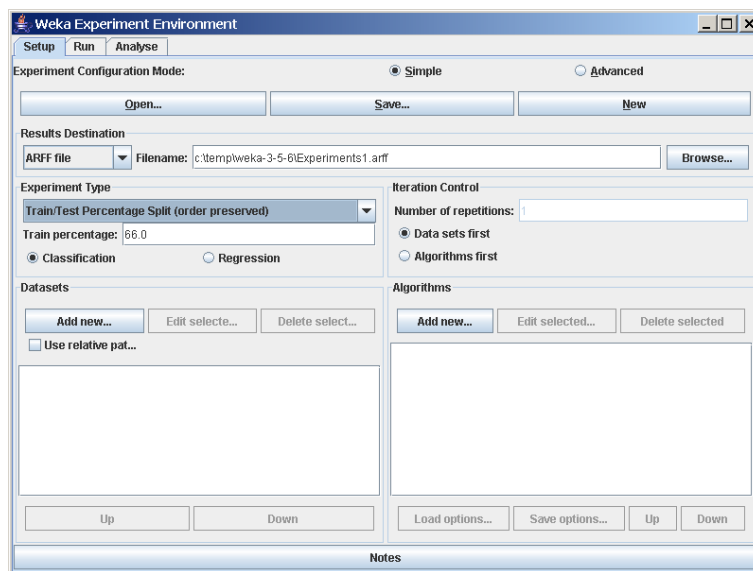 Weka Experiment Environment
Setup Run Analyse
Experiment Configuration Mode: Simple Advanced
Open... Save... New
Results Destination
ARFF file Filename: c:\temp\weka-3-5-6\Experiments1.arff Browse...
Experiment Type
Train/Test Percentage Split (order preserved)
Train percentage: 66.0
Classification Regression
Iteration Control
Number of repetitions: 1
Data sets first
Algorithms first
Datasets
Add new... Edit selecte... Delete select...
Use relative pat...
Up Down
Algorithms
Add new... Edit selected... Delete selected
Load options... Save options... Up Down
Notes